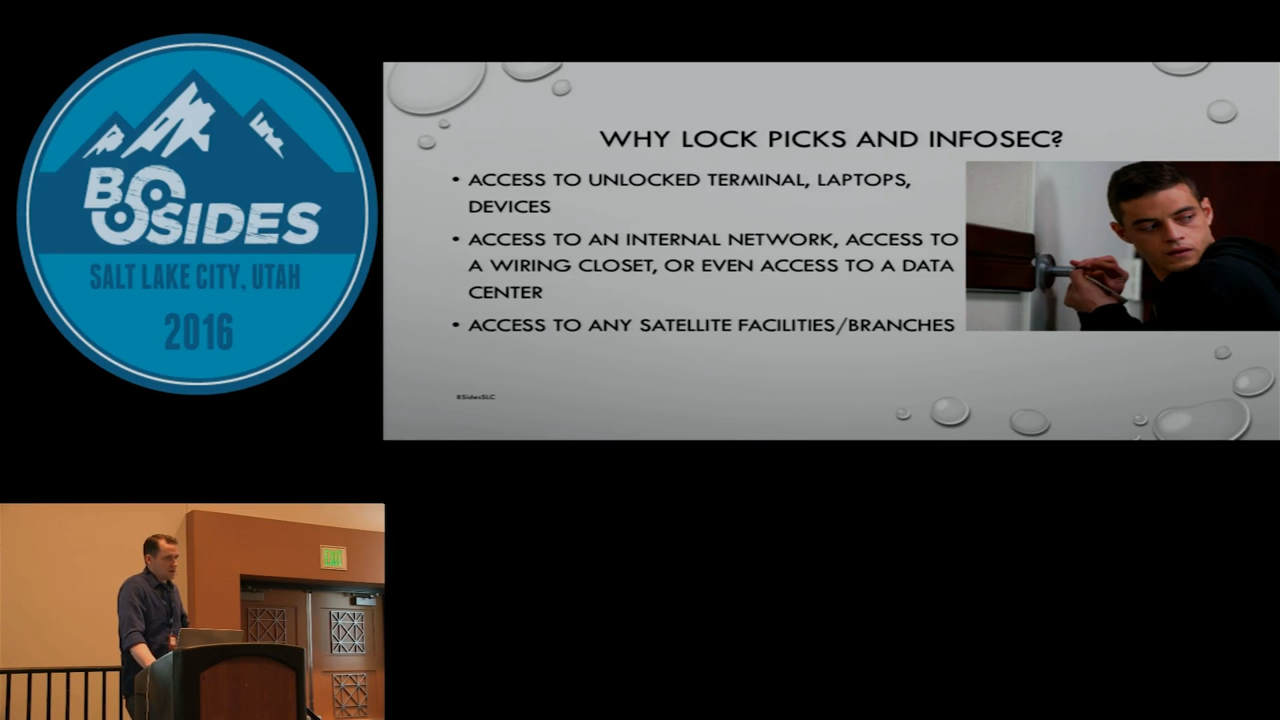 BSIDES
SALT LAKE CITY, UTAH
2016
WHY LOCK PICKS AND INFOSEC?
• ACCESS TO UNLOCKED TERMINAL, LAPTOPS,
DEVICES
• ACCESS TO AN INTERNAL NETWORK, ACCESS TO
A WIRING CLOSET, OR EVEN ACCESS TO A DATA
CENTER
• ACCESS TO ANY SATELLITE FACILITIES/BRANCHES
BSidesSLC
EXIT